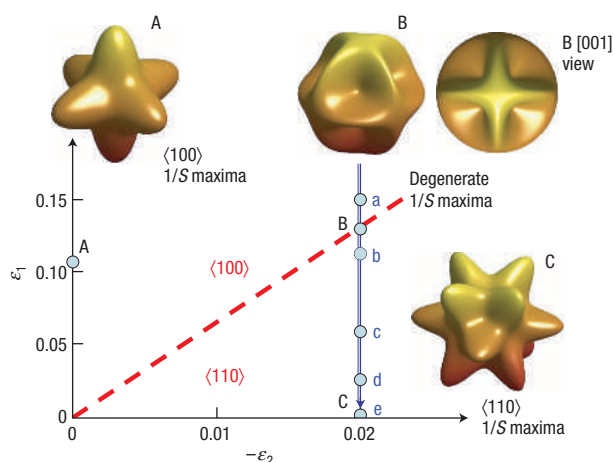 A
B
B [001]
view
⟨100⟩
1/S maxima
Degenerate
1/S maxima
0.15
a
B
A
b
0.10
ε₁
⟨100⟩
C
0.05
c
⟨110⟩
d
C
e
0
0
0.01
0.02
−ε₂
⟨110⟩
1/S maxima